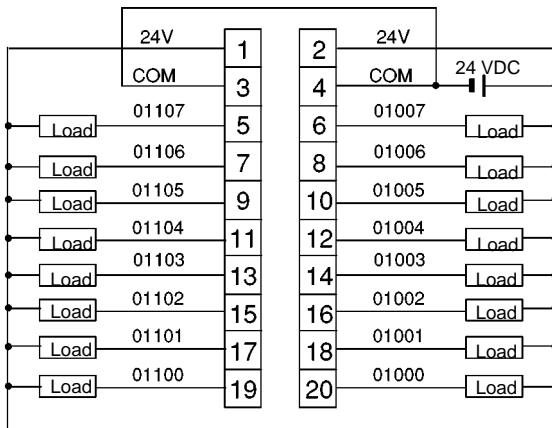 24V 1 2 24V
COM 3 4 COM 24 VDC
Load 01107 5 6 01007 Load
Load 01106 7 8 01006 Load
Load 01105 9 10 01005 Load
Load 01104 11 12 01004 Load
Load 01103 13 14 01003 Load
Load 01102 15 16 01002 Load
Load 01101 17 18 01001 Load
Load 01100 19 20 01000 Load